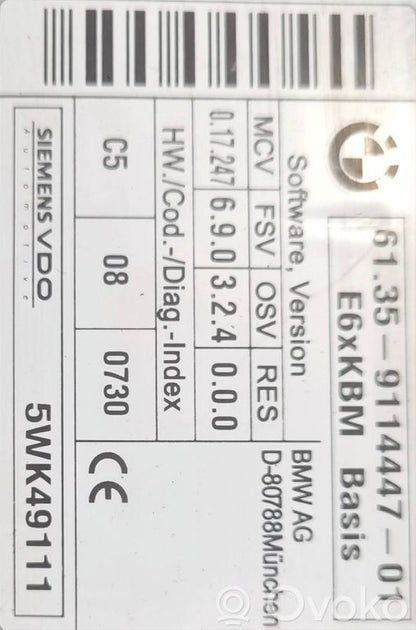 61.35-9114447-01
E6xKBM Basis
Software, Version
MCV FSV OSV RES
0.17.247 6.9.0 3.2.4 0.0.0
HW./Cod.-/Diag.-Index
C5 08 0730
BMW AG
D-80788München
CE
SIEMENS VDO
Automotive
5WK49111
Ovoko